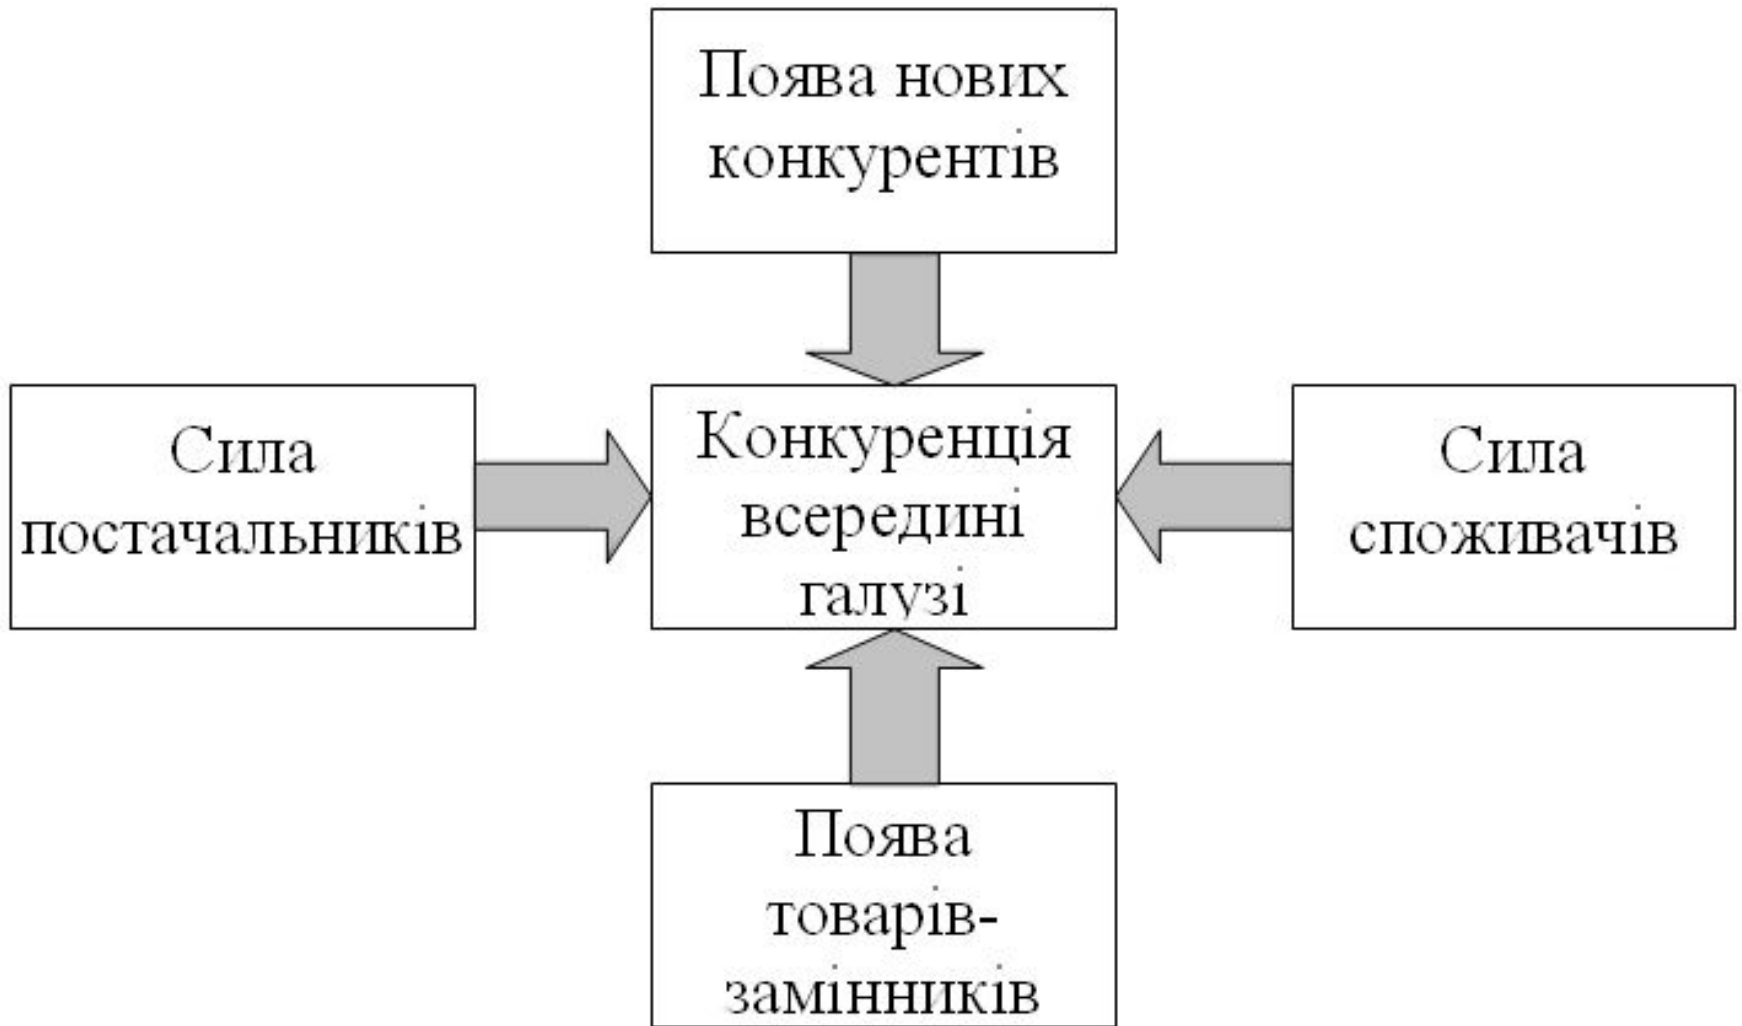 Поява нових
конкурентів
Сила
постачальників
Конкуренція
всередині
галузі
Сила
споживачів
Поява
товарів-
замінників